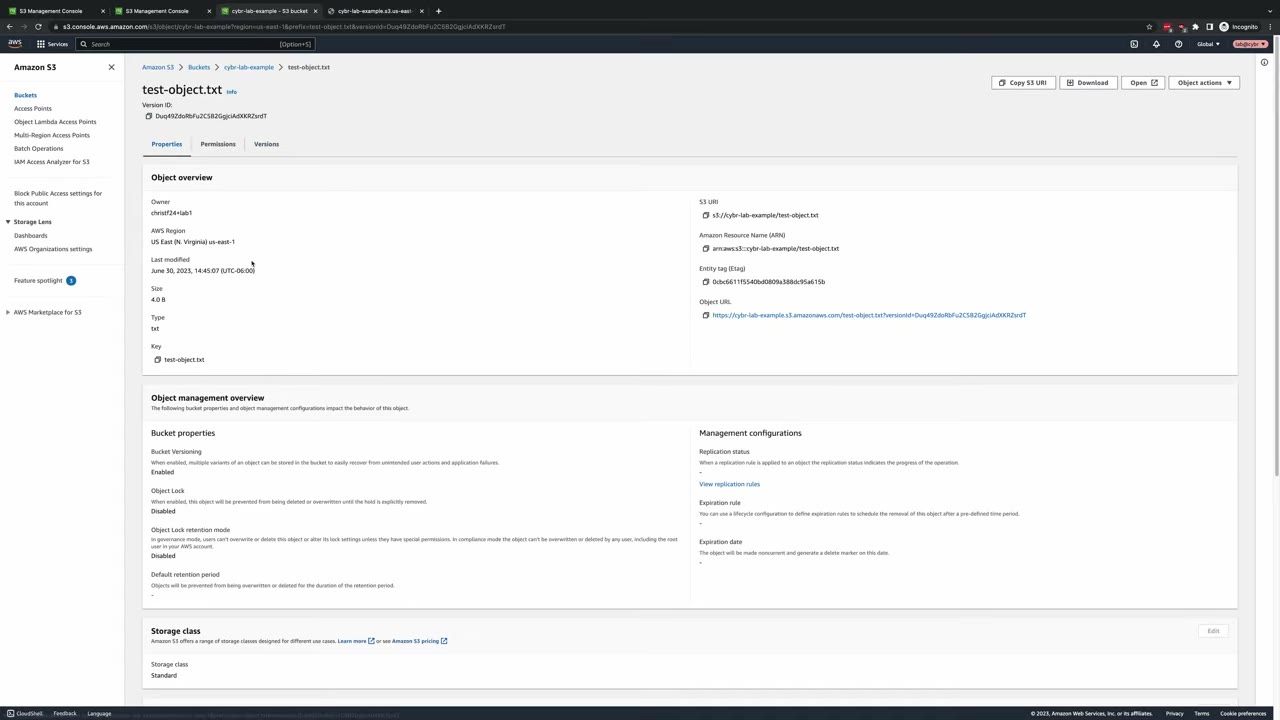 S3 Management Console
S3 Management Console
cybr-lab-example - S3 bucket
cybr-lab-example.s3.us-east-
s3.console.aws.amazon.com/s3/object/cybr-lab-example?region=us-east-1&prefix=test-object.txt&versionId=Duq49ZdoRbFu2C5B2GgjciAdXKRZsrdT
Incognito
aws
Services
Search
[Option+S]
Global
lab@cybr
Amazon S3
Buckets
Access Points
Object Lambda Access Points
Multi-Region Access Points
Batch Operations
IAM Access Analyzer for S3
Block Public Access settings for
this account
Storage Lens
Dashboards
AWS Organizations settings
Feature spotlight 3
AWS Marketplace for S3
Amazon S3 > Buckets > cybr-lab-example > test-object.txt
test-object.txt Info
Version ID:
Duq49ZdoRbFu2C5B2GgjciAdXKRZsrdT
Copy S3 URI
Download
Open
Object actions
Properties
Permissions
Versions
Object overview
Owner
christf24+lab1
AWS Region
US East (N. Virginia) us-east-1
Last modified
June 30, 2023, 14:45:07 (UTC-06:00)
Size
4.0 B
Type
txt
Key
test-object.txt
S3 URI
s3://cybr-lab-example/test-object.txt
Amazon Resource Name (ARN)
arn:aws:s3:::cybr-lab-example/test-object.txt
Entity tag (Etag)
0cbc6611f5540bd0809a388dc95a615b
Object URL
https://cybr-lab-example.s3.amazonaws.com/test-object.txt?versionId=Duq49ZdoRbFu2C5B2GgjciAdXKRZsrdT
Object management overview
The following bucket properties and object management configurations impact the behavior of this object.
Bucket properties
Bucket Versioning
When enabled, multiple variants of an object can be stored in the bucket to easily recover from unintended user actions and application failures.
Enabled
Object Lock
When enabled, this object will be prevented from being deleted or overwritten until the hold is explicitly removed.
Disabled
Object Lock retention mode
In governance mode, users can't overwrite or delete this object or alter its lock settings unless they have special permissions. In compliance mode the object can't be overwritten or deleted by any user, including the root
user in your AWS account.
Disabled
Default retention period
Objects will be prevented from being overwritten or deleted for the duration of the retention period.
-
Management configurations
Replication status
When a replication rule is applied to an object the replication status indicates the progress of the operation.
-
View replication rules
Expiration rule
You can use a lifecycle configuration to define expiration rules to schedule the removal of this object after a pre-defined time period.
-
Expiration date
The object will be made noncurrent and generate a delete marker on this date.
-
Storage class
Amazon S3 offers a range of storage classes designed for different use cases. Learn more or see Amazon S3 pricing
Edit
Storage class
Standard
CloudShell
Feedback
Language
© 2023, Amazon Web Services, Inc. or its affiliates.
Privacy
Terms
Cookie preferences